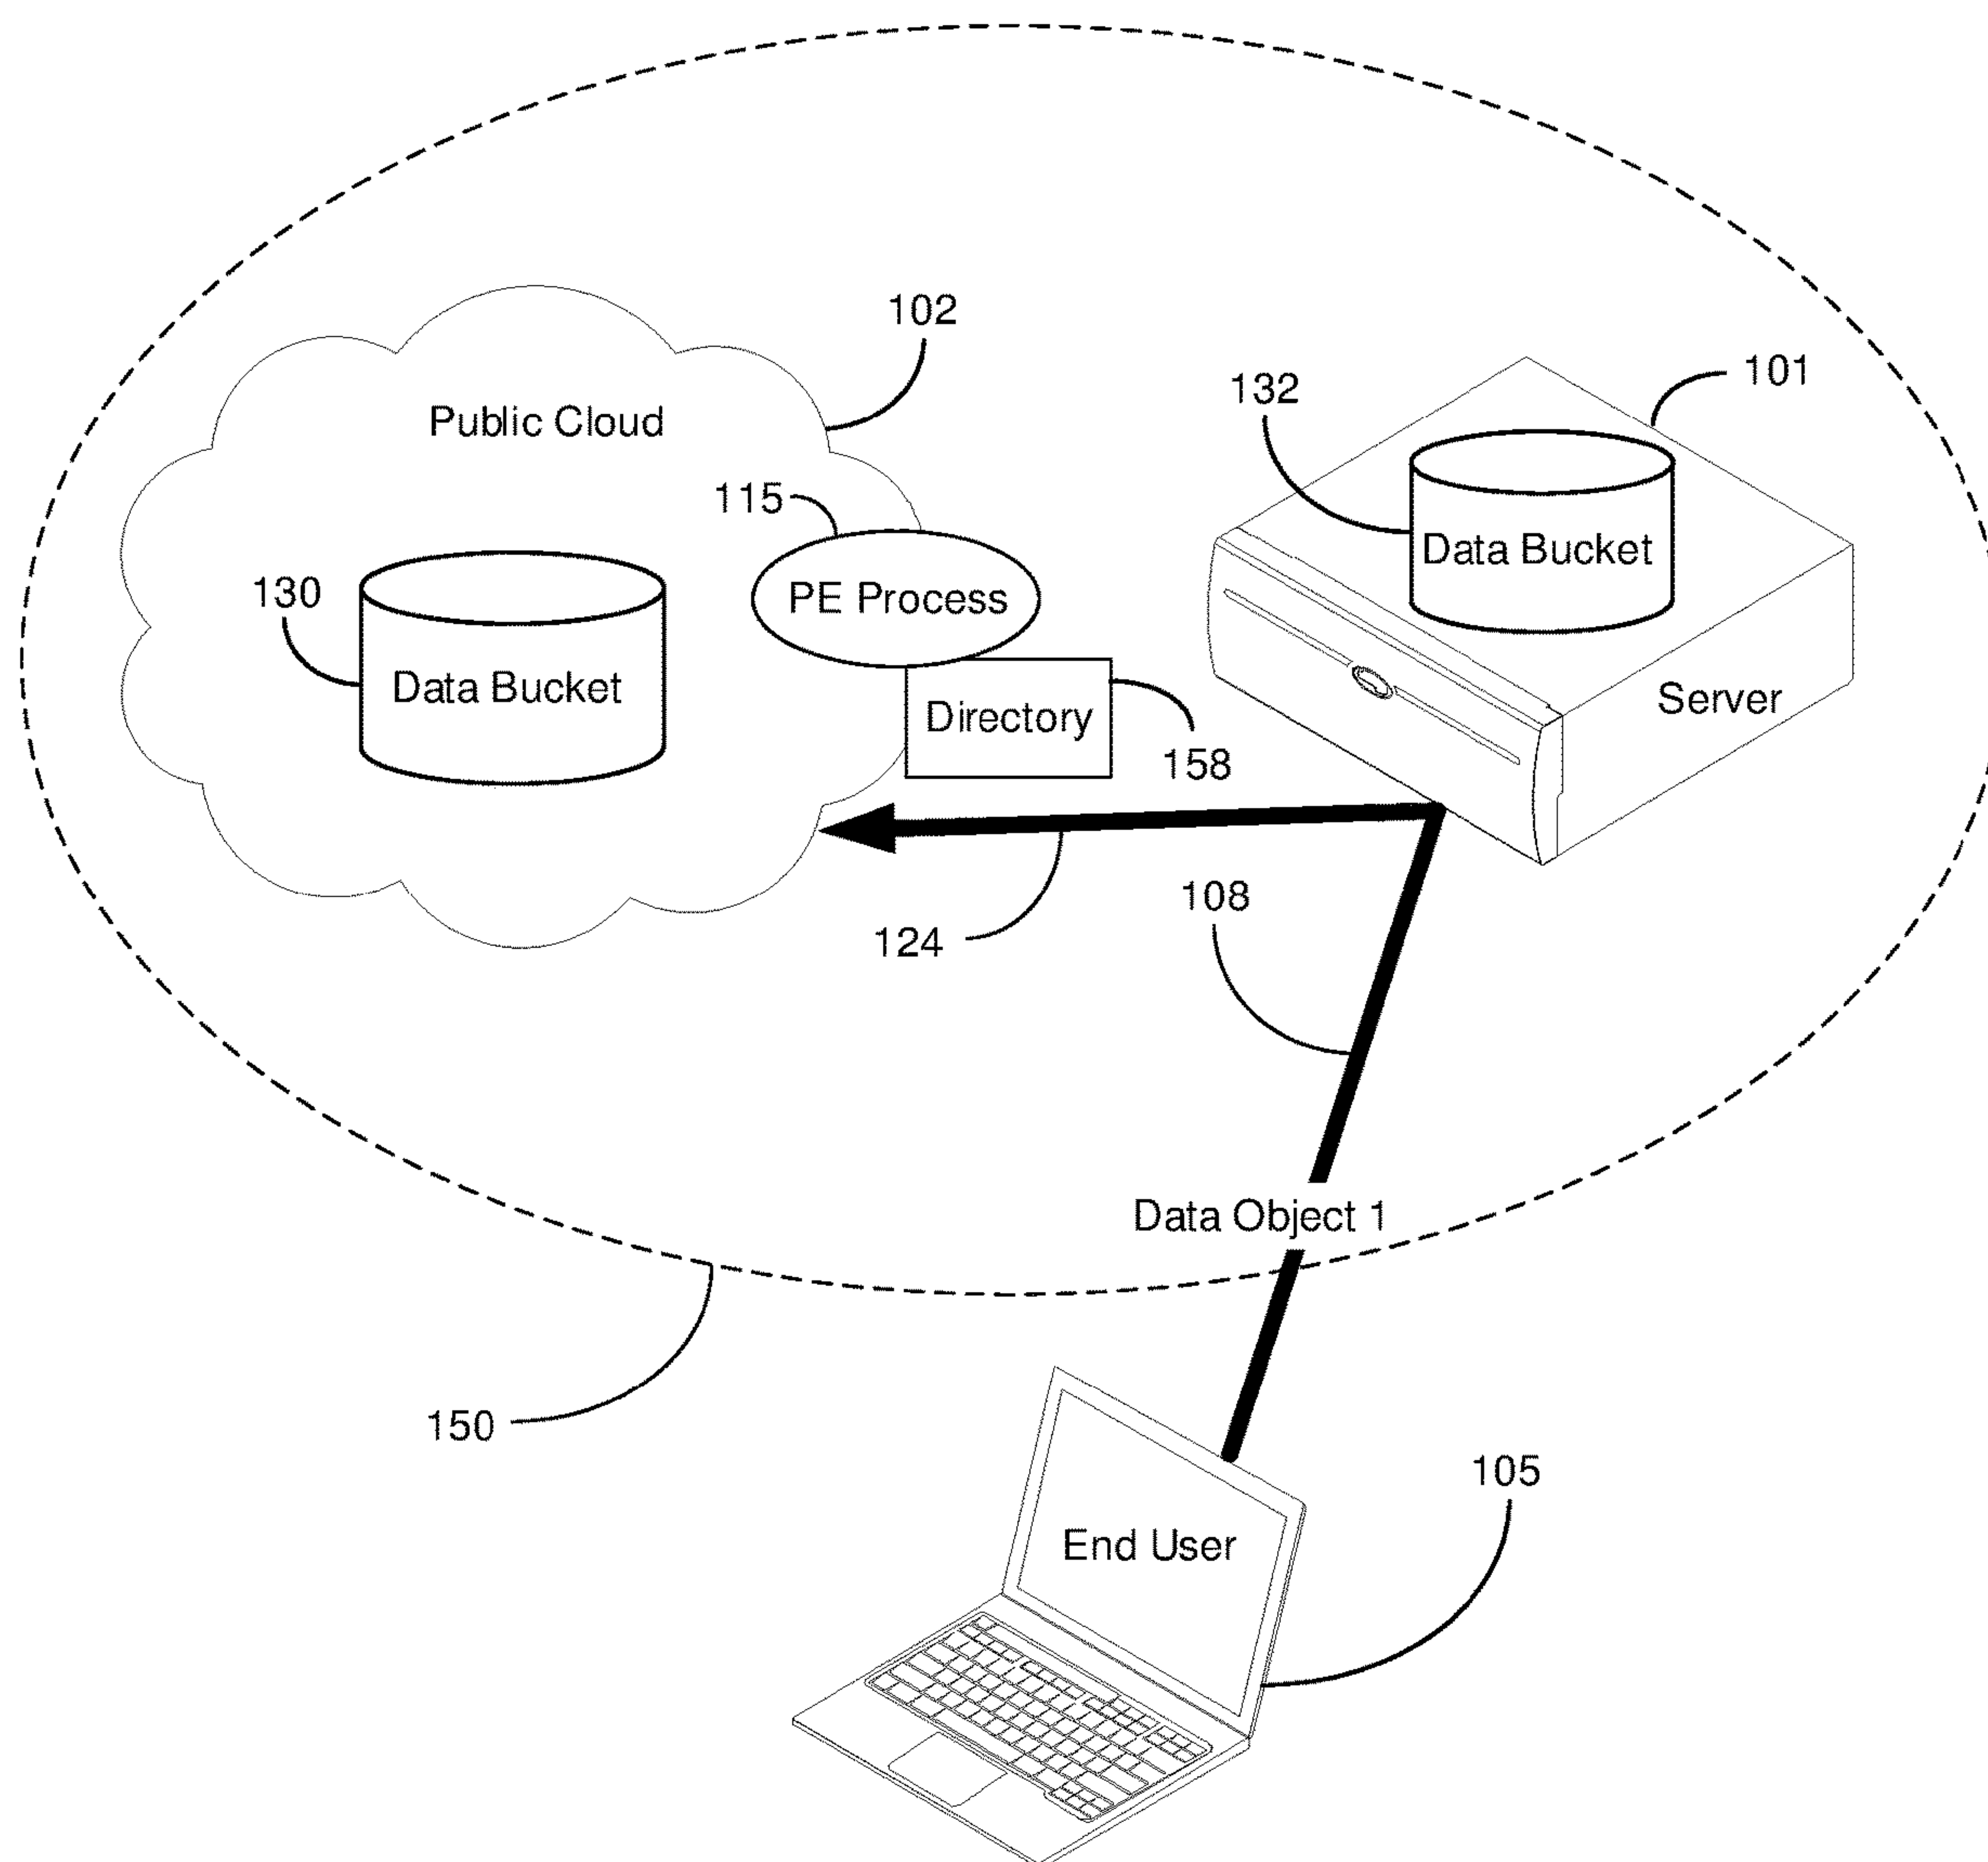 102
101
132
Public Cloud
115
Data Bucket
130
PE Process
Data Bucket
Directory
Server
158
108
124
Data Object 1
150
105
End User